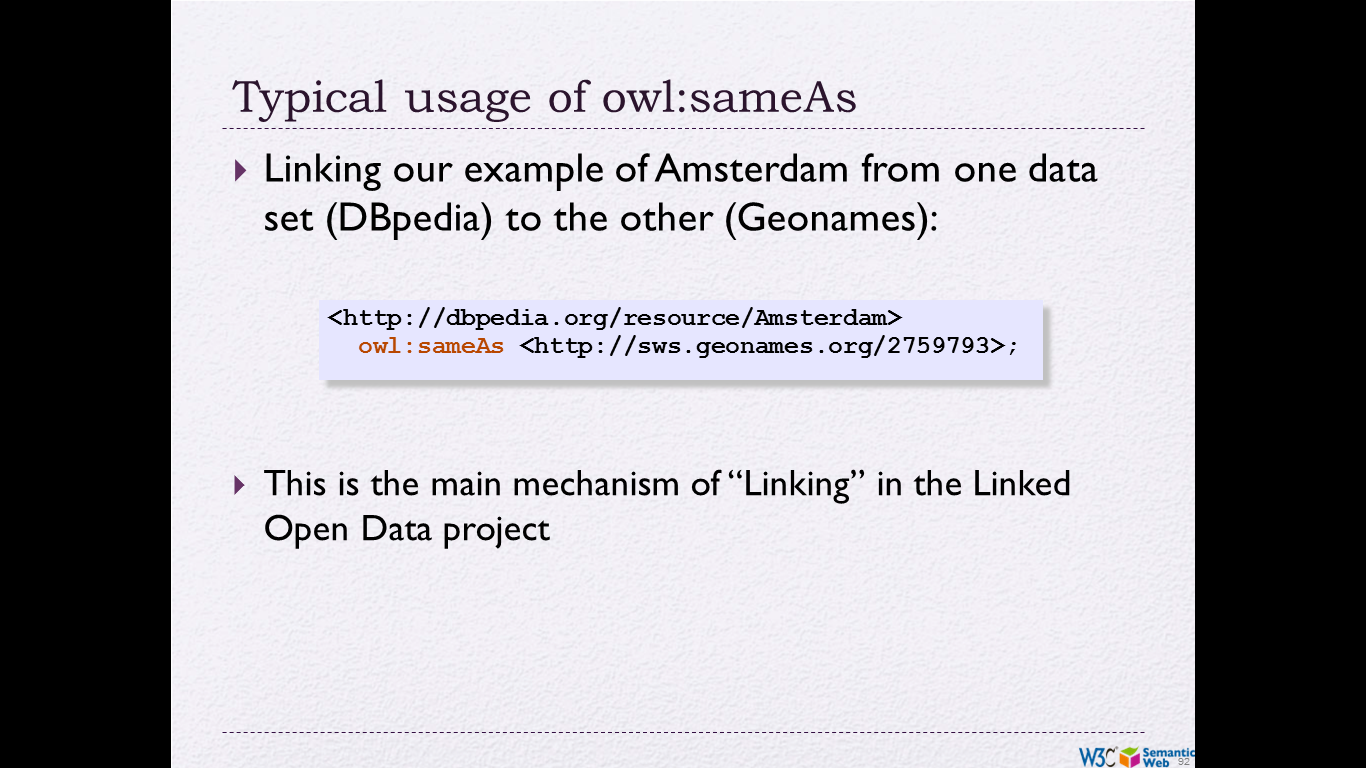 Typical usage of owl:sameAs
Linking our example of Amsterdam from one data
set (DBpedia) to the other (Geonames):
<http://dbpedia.org/resource/Amsterdam>
owl:sameAs <http://sws.geonames.org/2759793>;
This is the main mechanism of “Linking” in the Linked
Open Data project
W3C Semantic
Web 92